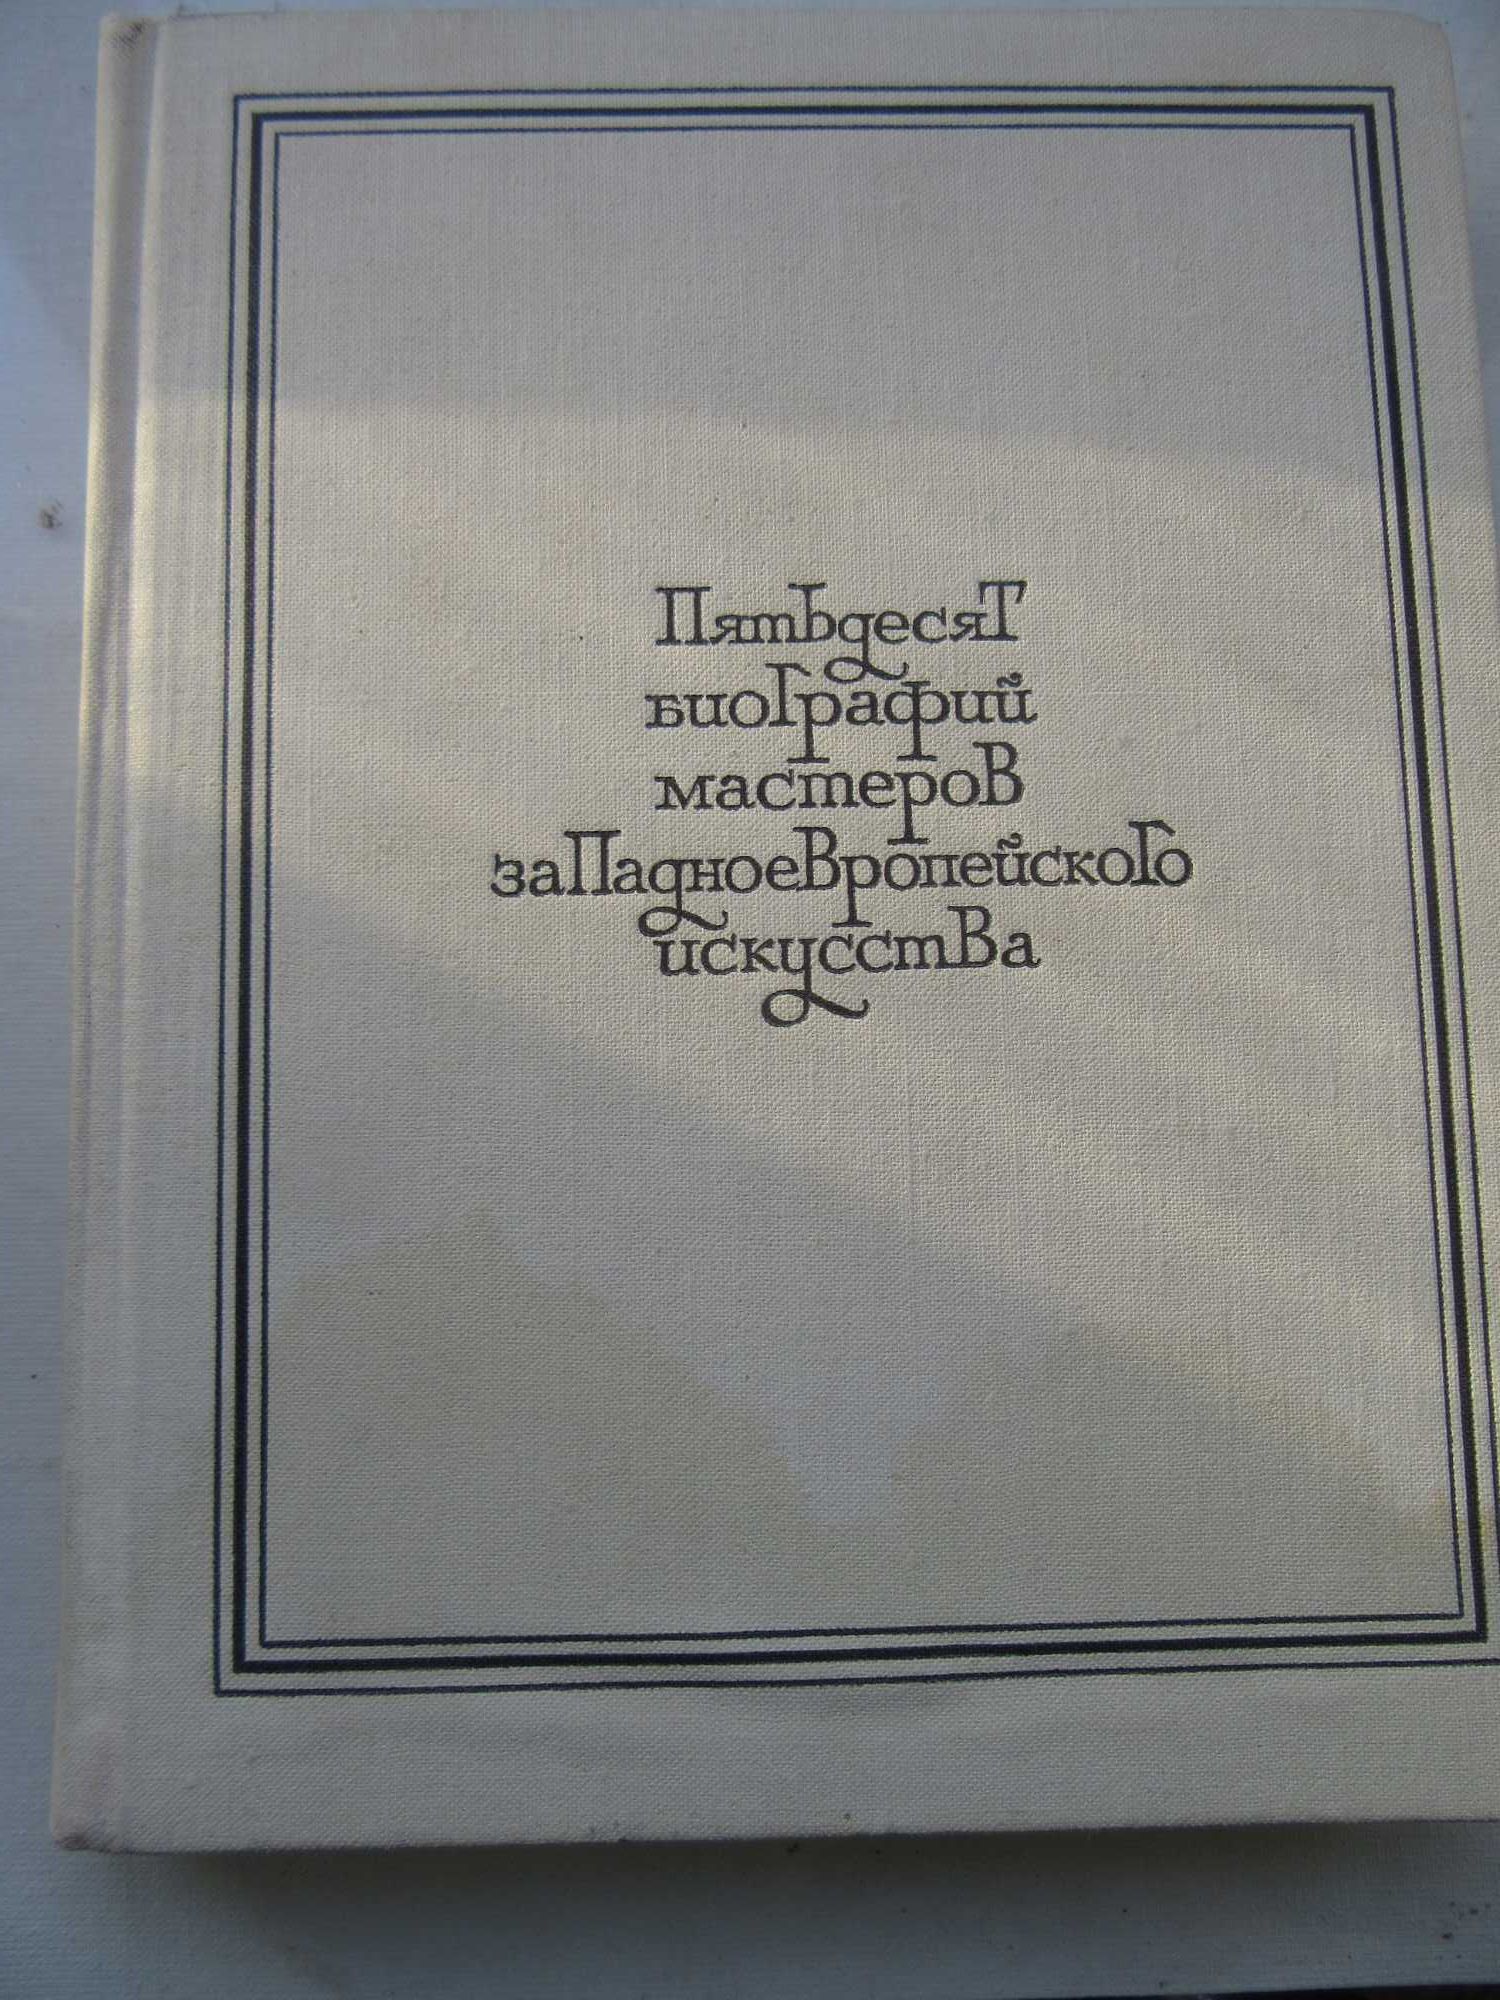 Пятьдесят
биографий
мастеров
западноевропейского
искусства